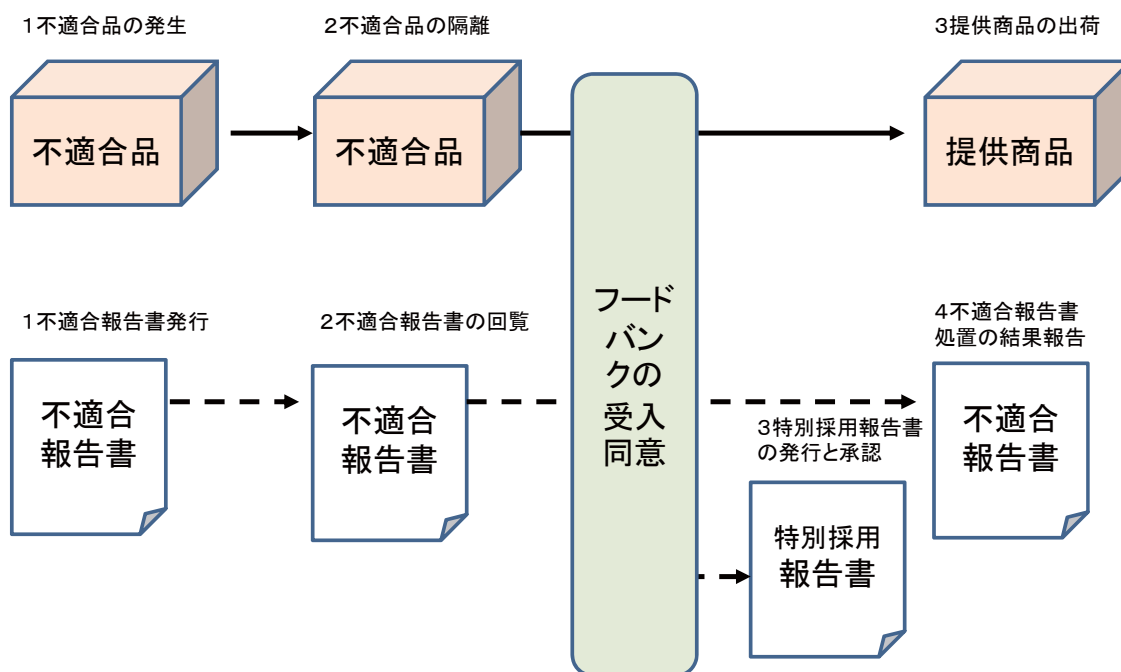 1不適合品の発生
2不適合品の隔離
3提供商品の出荷
不適合品
不適合品
提供商品
フード
バン
クの
受入
同意
1不適合報告書発行
2不適合報告書の回覧
4不適合報告書
処置の結果報告
不適合
報告書
不適合
報告書
3特別採用報告書
の発行と承認
不適合
報告書
特別採用
報告書